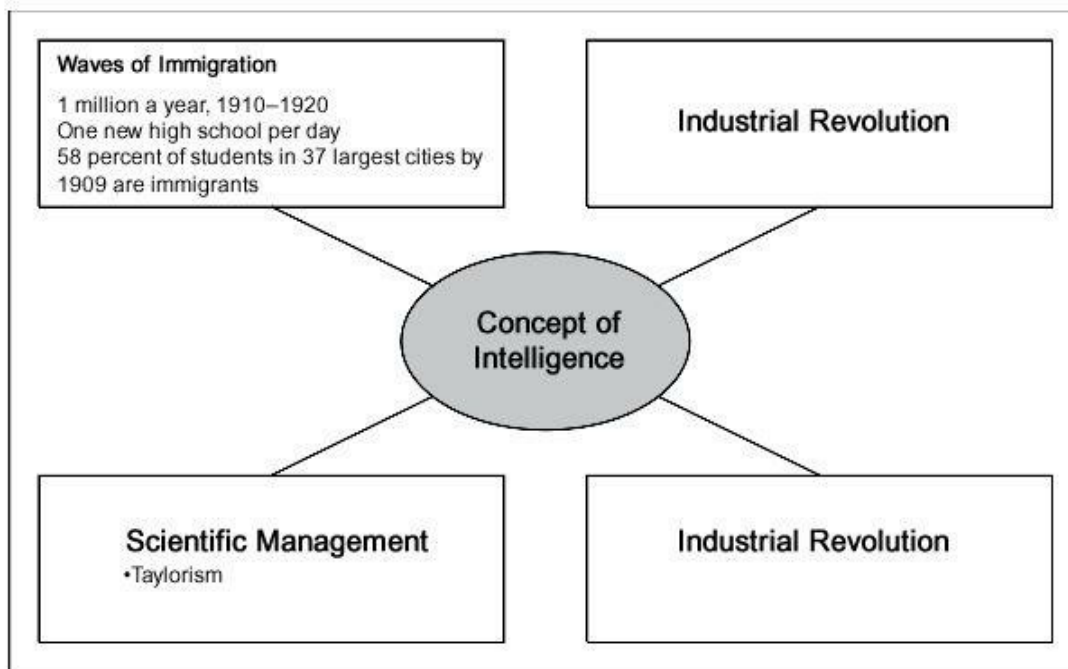 Waves of Immigration
1 million a year, 1910–1920
One new high school per day
58 percent of students in 37 largest cities by
1909 are immigrants
Industrial Revolution
Concept of
Intelligence
Scientific Management
•Taylorism
Industrial Revolution